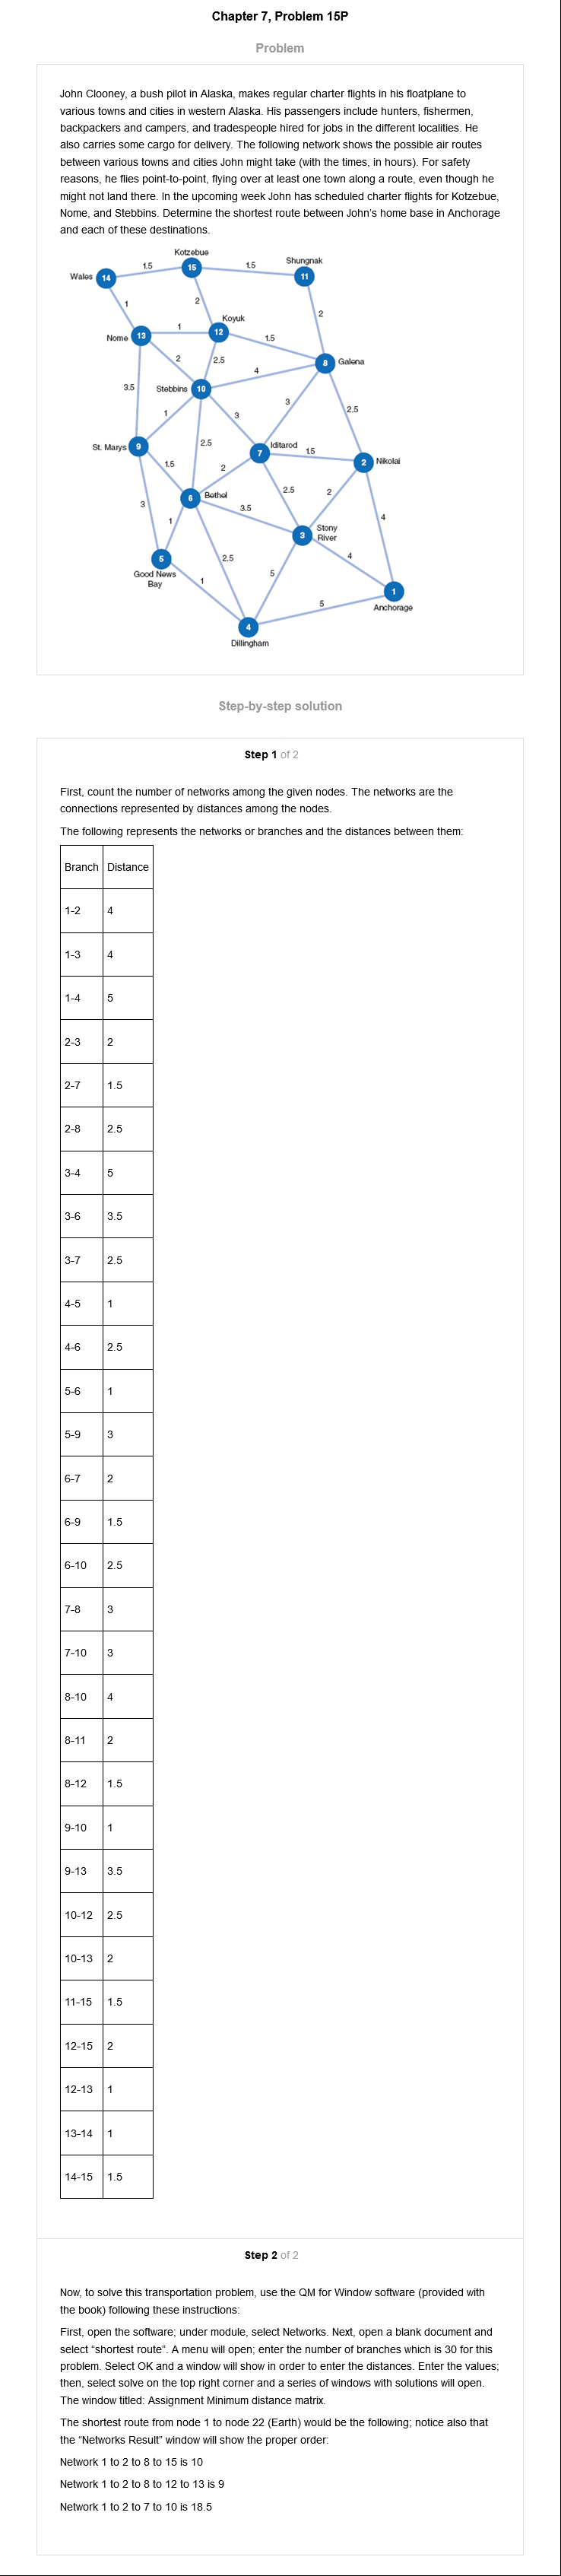 Chapter 7, Problem 15P
Problem
John Clooney, a bush pilot in Alaska, makes regular charter flights in his floatplane to
various towns and cities in western Alaska. His passengers include hunters, fishermen,
backpackers and campers, and tradespeople hired for jobs in the different localities. He
also carries some cargo for delivery. The following network shows the possible air routes
between various towns and cities John might take (with the times, in hours). For safety
reasons, he flies point-to-point, flying over at least one town along a route, even though he
might not land there. In the upcoming week John has scheduled charter flights for Kotzebue,
Nome, and Stebbins. Determine the shortest route between John's home base in Anchorage
and each of these destinations.
Kotzebue
Shungnak
Wales
14
1.5
15
1.5
11
1
2
2
Koyuk
Nome
13
1
12
1.5
2
2.5
8
Galena
4
3.5
Stebbins
10
3
2.5
1
3
St. Marys
9
2.5
7
Iditarod
1.5
2
Nikolai
1.5
2
6
Bethel
2.5
2
3.5
4
3
1
3
Stony
River
5
2.5
4
Good News
Bay
1
5
1
Anchorage
5
4
Dillingham
Step-by-step solution
Step 1 of 2
First, count the number of networks among the given nodes. The networks are the
connections represented by distances among the nodes.
The following represents the networks or branches and the distances between them:
Branch Distance
1-2 4
1-3 4
1-4 5
2-3 2
2-7 1.5
2-8 2.5
3-4 5
3-6 3.5
3-7 2.5
4-5 1
4-6 2.5
5-6 1
5-9 3
6-7 2
6-9 1.5
6-10 2.5
7-8 3
7-10 3
8-10 4
8-11 2
8-12 1.5
9-10 1
9-13 3.5
10-12 2.5
10-13 2
11-15 1.5
12-15 2
12-13 1
13-14 1
14-15 1.5
Step 2 of 2
Now, to solve this transportation problem, use the QM for Window software (provided with
the book) following these instructions:
First, open the software; under module, select Networks. Next, open a blank document and
select “shortest route”. A menu will open; enter the number of branches which is 30 for this
problem. Select OK and a window will show in order to enter the distances. Enter the values;
then, select solve on the top right corner and a series of windows with solutions will open.
The window titled: Assignment Minimum distance matrix.
The shortest route from node 1 to node 22 (Earth) would be the following; notice also that
the “Networks Result” window will show the proper order:
Network 1 to 2 to 8 to 15 is 10
Network 1 to 2 to 8 to 12 to 13 is 9
Network 1 to 2 to 7 to 10 is 18.5